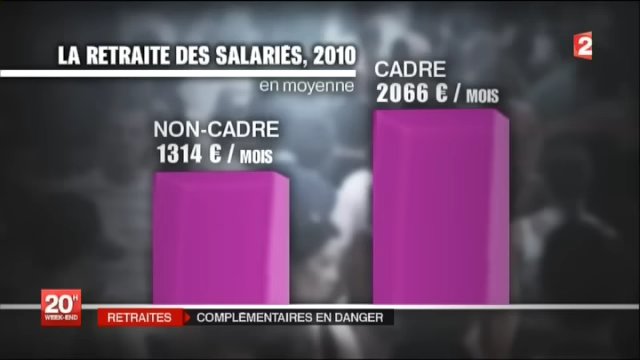 LA RETRAITE DES SALARIÉS, 2010
en moyenne
2
CADRE
2066 € / MOIS
NON-CADRE
1314 € / MOIS
20H
WEEK-END
RETRAITES
COMPLÉMENTAIRES EN DANGER